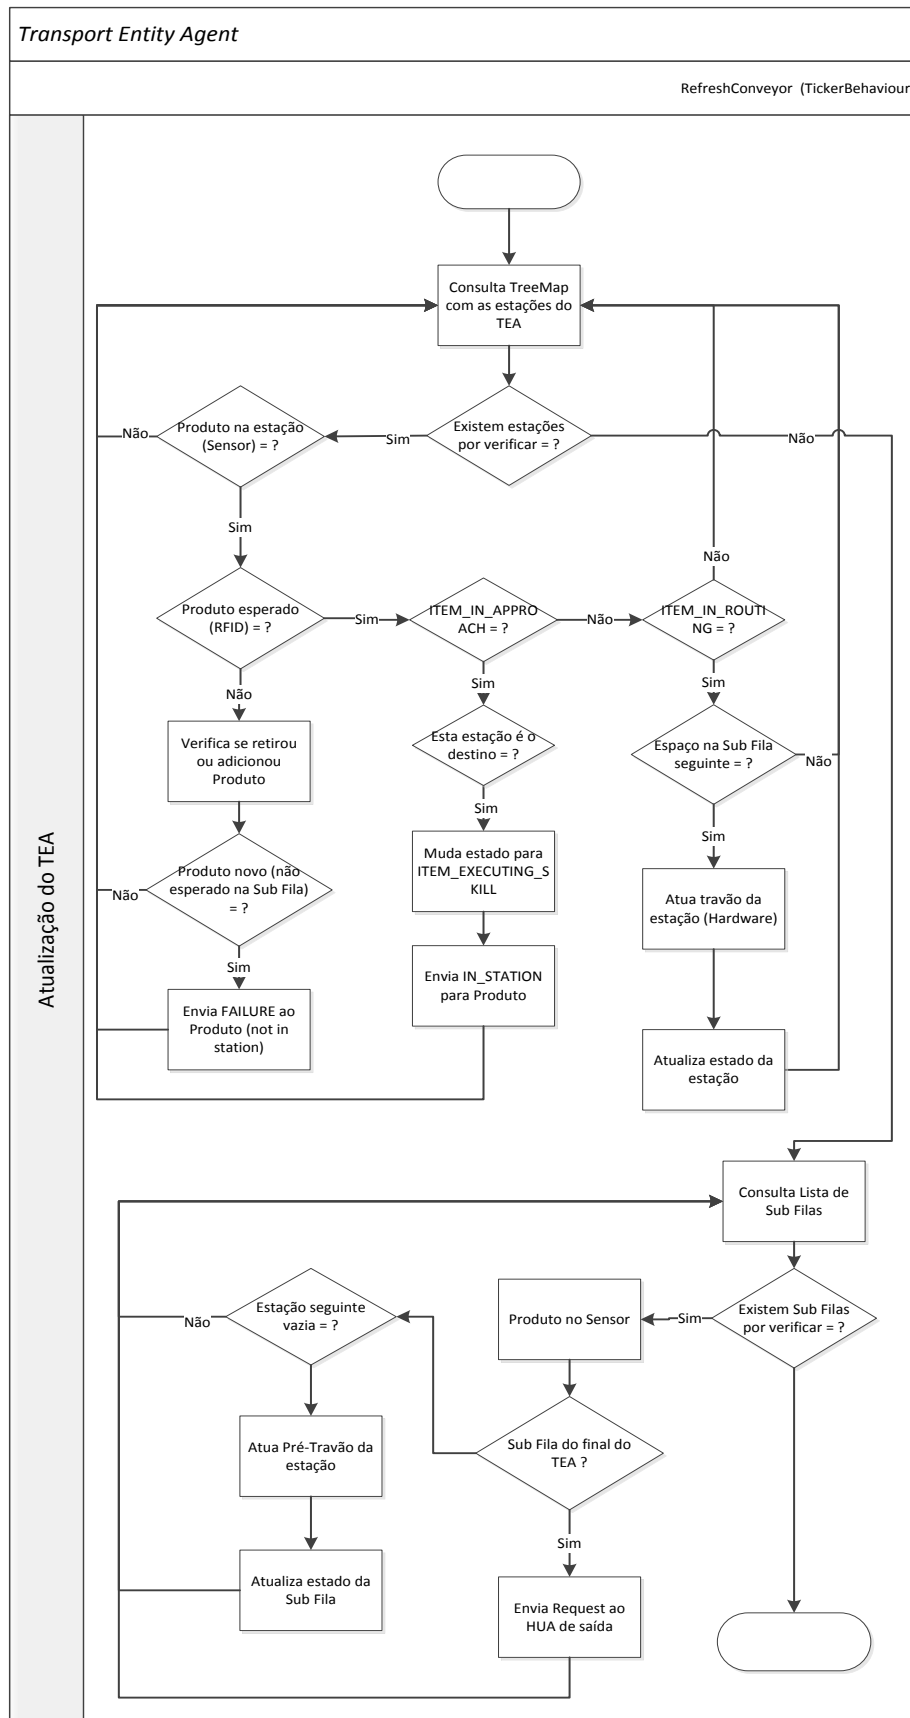 Transport Entity Agent
RefreshConveyor (TickerBehaviour
Atualização do TEA
Consulta TreeMap
com as estações do
TEA
Existem estações
por verificar = ?
Sim
Não
Produto na estação
(Sensor) = ?
Não
Sim
Produto esperado
(RFID) = ?
Sim
Não
ITEM_IN_APPRO
ACH = ?
Não
Sim
ITEM_IN_ROUTI
NG = ?
Não
Sim
Verifica se retirou
ou adicionou
Produto
Esta estação é o
destino = ?
Sim
Espaço na Sub Fila
seguinte = ?
Não
Sim
Produto novo (não
esperado na Sub Fila)
= ?
Não
Sim
Muda estado para
ITEM_EXECUTING_S
KILL
Atua travão da
estação (Hardware)
Envia FAILURE ao
Produto (not in
station)
Envia IN_STATION
para Produto
Atualiza estado da
estação
Consulta Lista de
Sub Filas
Existem Sub Filas
por verificar = ?
Sim
Produto no Sensor
Estação seguinte
vazia = ?
Não
Sub Fila do final do
TEA ?
Sim
Atua Pré-Travão da
estação
Atualiza estado da
Sub Fila
Envia Request ao
HUA de saída